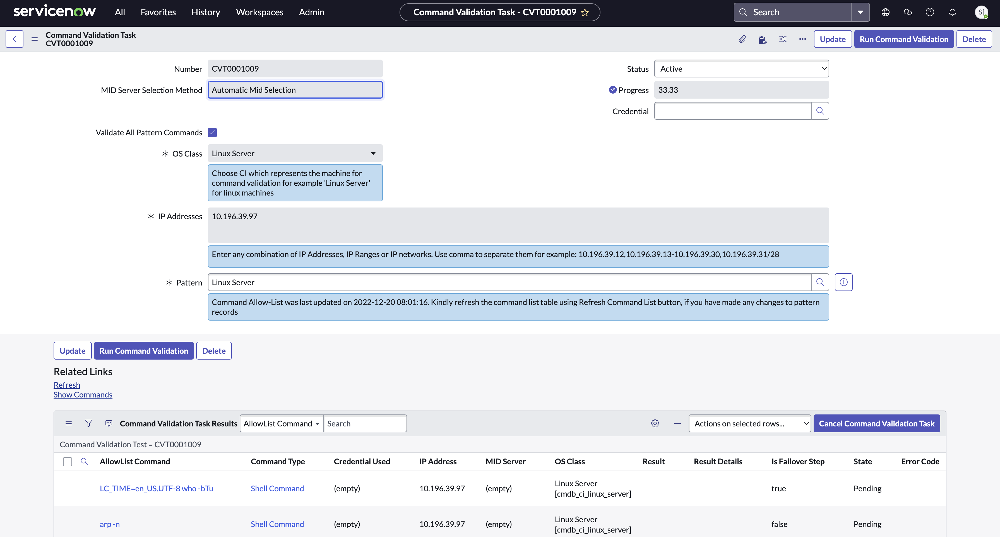 servicenow All Favorites History Workspaces Admin Command Validation Task - CVT0001009 Search S[
Command Validation Task
CVT0001009
Update Run Command Validation Delete
Number CVT0001009 Status Active
MID Server Selection Method Automatic Mid Selection Progress 33.33
Credential
Validate All Pattern Commands
OS Class Linux Server
Choose CI which represents the machine for
command validation for example 'Linux Server'
for linux machines
IP Addresses 10.196.39.97
Enter any combination of IP Addresses, IP Ranges or IP networks. Use comma to separate them for example: 10.196.39.12,10.196.39.13-10.196.39.30,10.196.39.31/28
Pattern Linux Server
Command Allow-List was last updated on 2022-12-20 08:01:16. Kindly refresh the command list table using Refresh Command List button, if you have made any changes to pattern
records
Update Run Command Validation Delete
Related Links
Refresh
Show Commands
Command Validation Task Results AllowList Command Search Actions on selected rows... Cancel Command Validation Task
Command Validation Test = CVT0001009
AllowList Command Command Type Credential Used IP Address MID Server OS Class Result Result Details Is Failover Step State Error Code
LC_TIME=en_US.UTF-8 who -bTu Shell Command (empty) 10.196.39.97 (empty) Linux Server [cmdb_ci_linux_server] true Pending
arp -n Shell Command (empty) 10.196.39.97 (empty) Linux Server [cmdb_ci_linux_server] false Pending